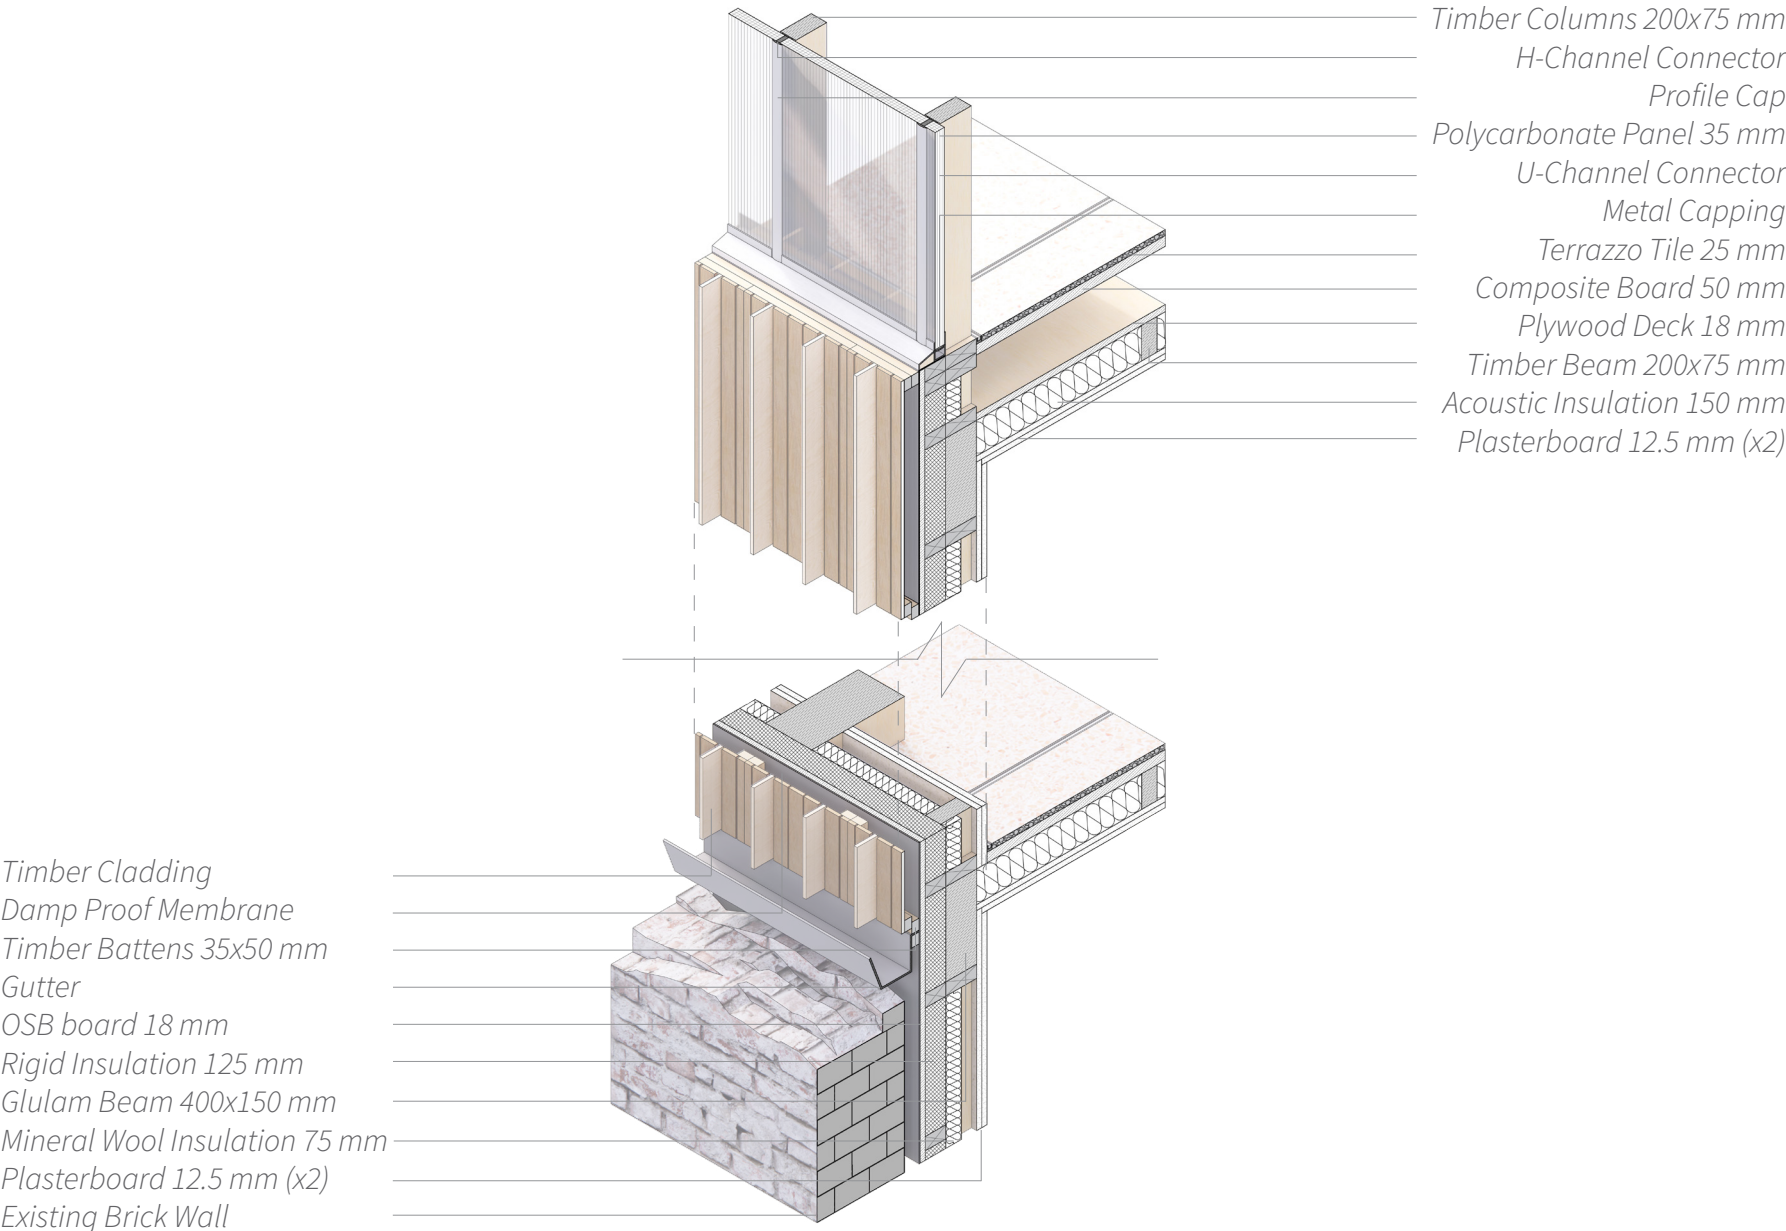 Timber Columns 200x75 mm
H-Channel Connector
Profile Cap
Polycarbonate Panel 35 mm
U-Channel Connector
Metal Capping
Terrazzo Tile 25 mm
Composite Board 50 mm
Plywood Deck 18 mm
Timber Beam 200x75 mm
Acoustic Insulation 150 mm
Plasterboard 12.5 mm (x2)
Timber Cladding
Damp Proof Membrane
Timber Battens 35x50 mm
Gutter
OSB board 18 mm
Rigid Insulation 125 mm
Glulam Beam 400x150 mm
Mineral Wool Insulation 75 mm
Plasterboard 12.5 mm (x2)
Existing Brick Wall